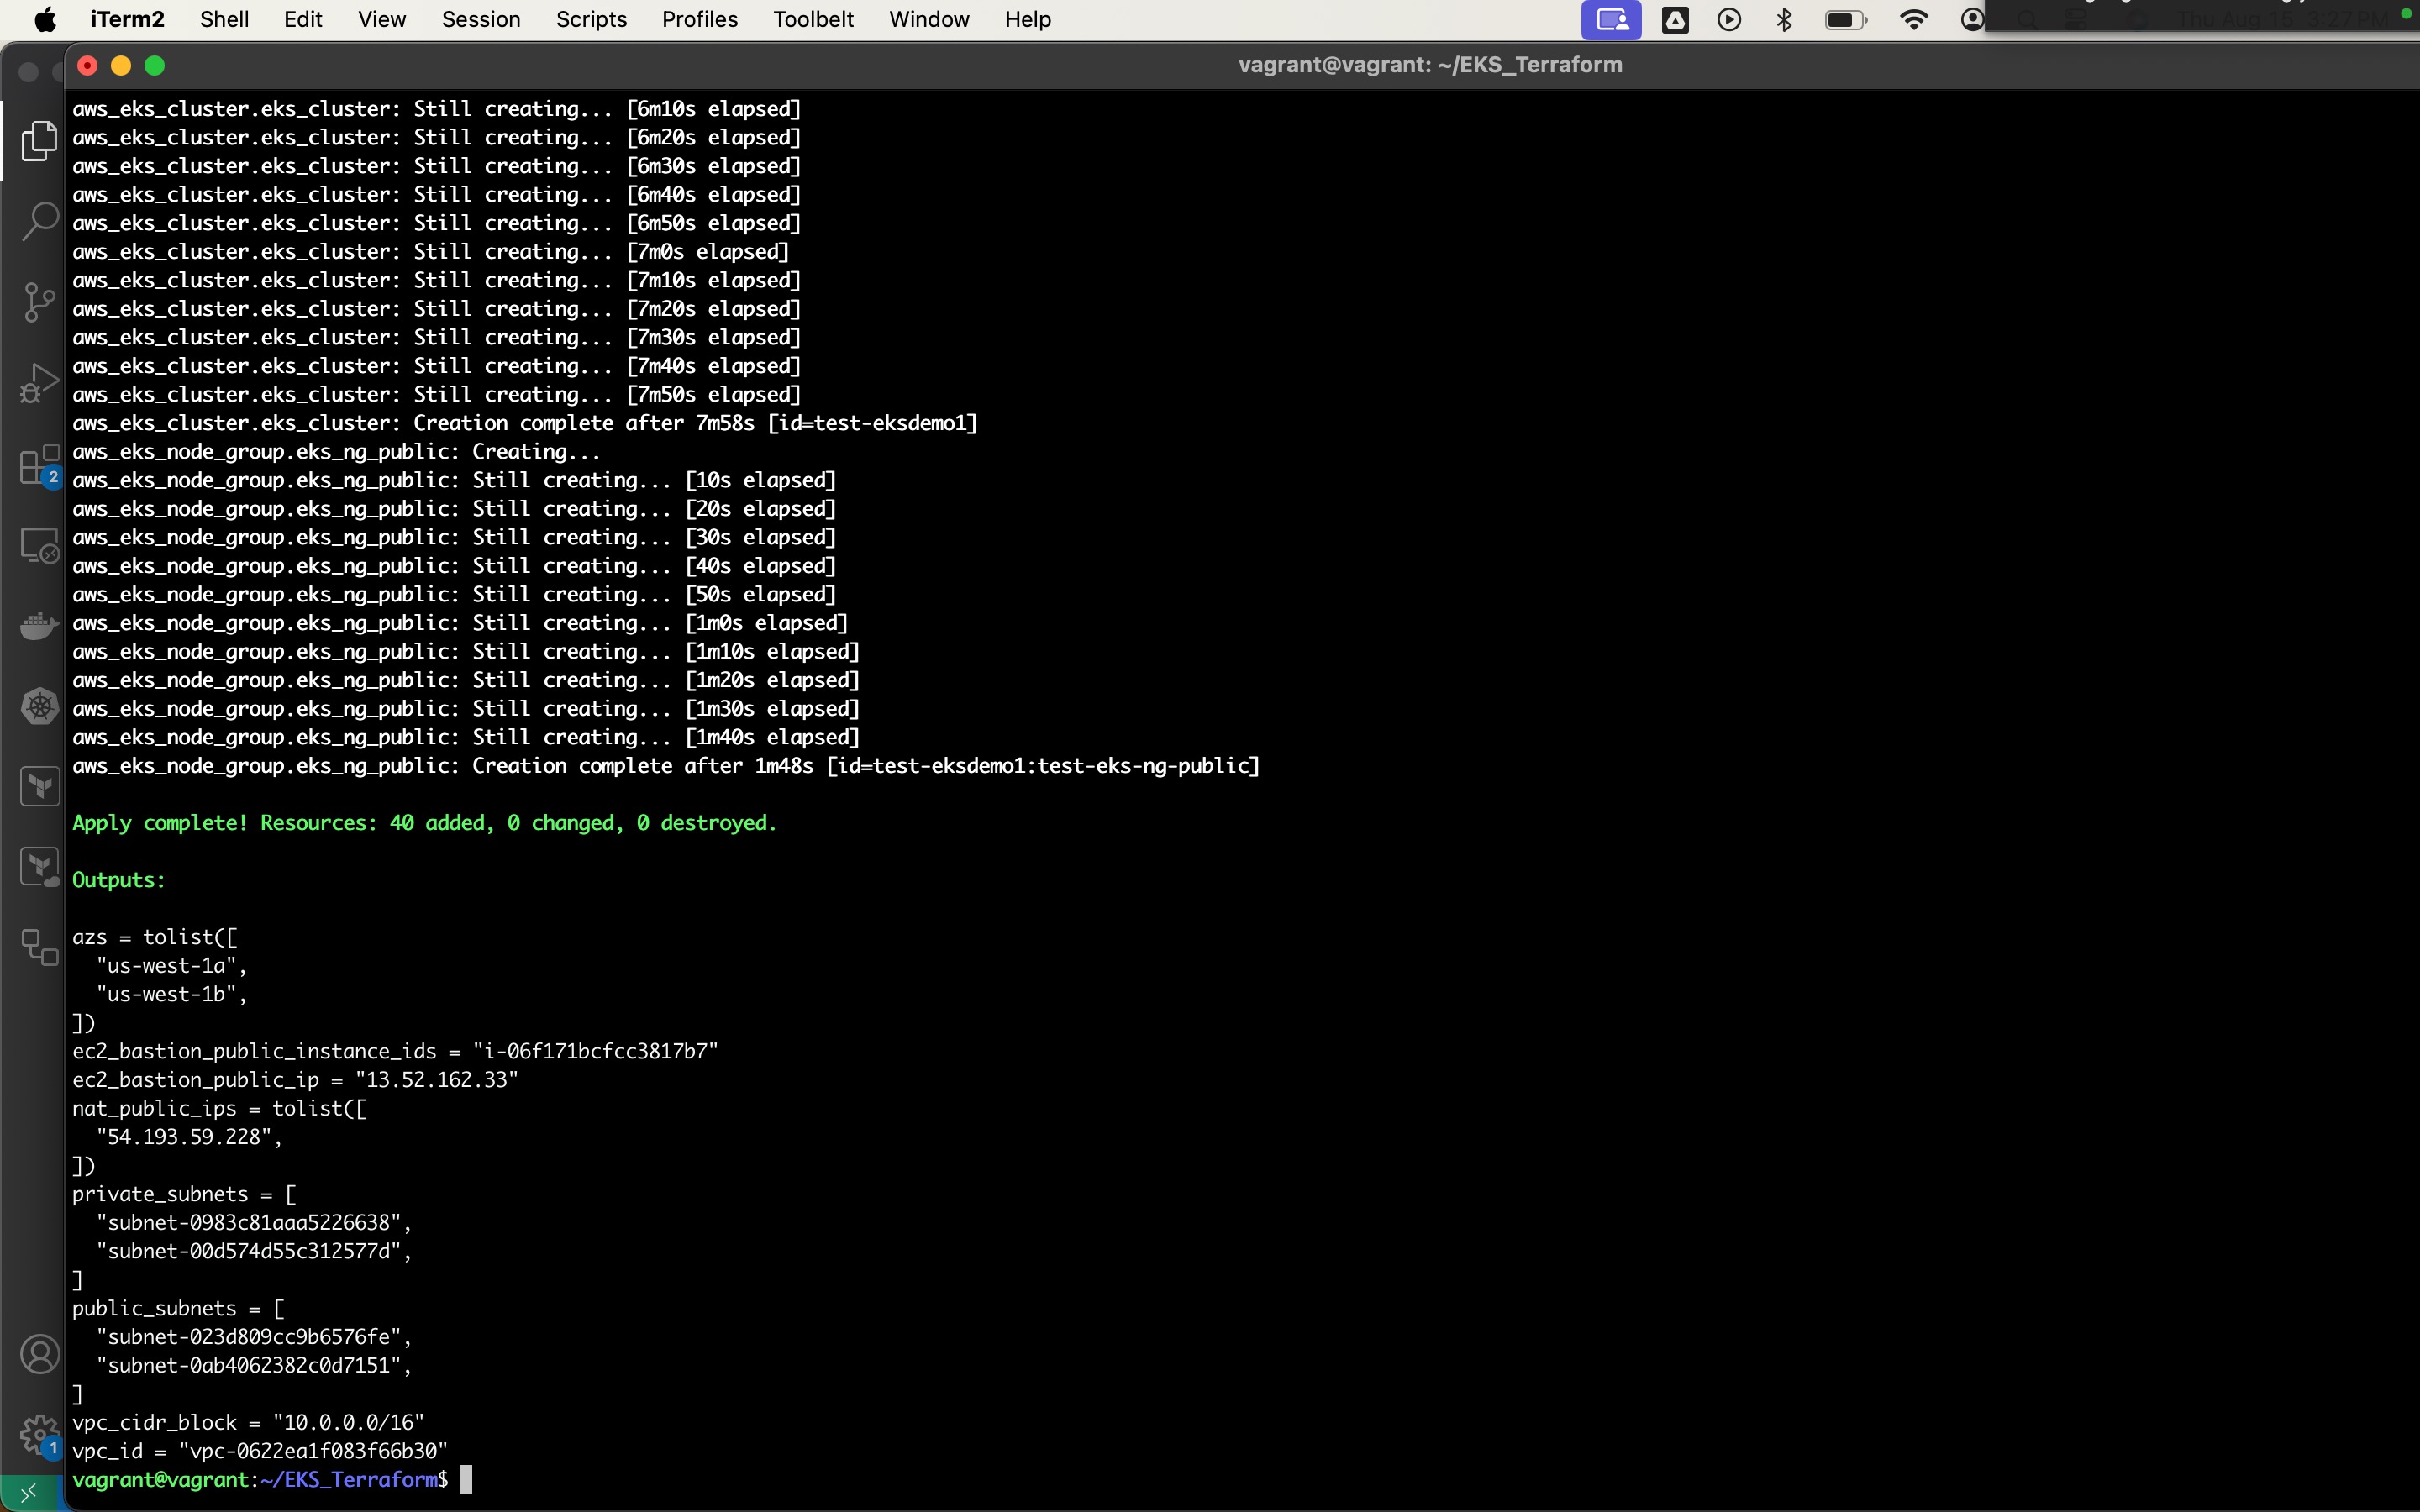 iTerm2 Shell Edit View Session Scripts Profiles Toolbelt Window Help Thu Aug 15 3:27 PM
vagrant@vagrant: ~/EKS_Terraform
aws_eks_cluster.eks_cluster: Still creating... [6m10s elapsed]
aws_eks_cluster.eks_cluster: Still creating... [6m20s elapsed]
aws_eks_cluster.eks_cluster: Still creating... [6m30s elapsed]
aws_eks_cluster.eks_cluster: Still creating... [6m40s elapsed]
aws_eks_cluster.eks_cluster: Still creating... [6m50s elapsed]
aws_eks_cluster.eks_cluster: Still creating... [7m0s elapsed]
aws_eks_cluster.eks_cluster: Still creating... [7m10s elapsed]
aws_eks_cluster.eks_cluster: Still creating... [7m20s elapsed]
aws_eks_cluster.eks_cluster: Still creating... [7m30s elapsed]
aws_eks_cluster.eks_cluster: Still creating... [7m40s elapsed]
aws_eks_cluster.eks_cluster: Still creating... [7m50s elapsed]
aws_eks_cluster.eks_cluster: Creation complete after 7m58s [id=test-eksdemo1]
aws_eks_node_group.eks_ng_public: Creating...
aws_eks_node_group.eks_ng_public: Still creating... [10s elapsed]
aws_eks_node_group.eks_ng_public: Still creating... [20s elapsed]
aws_eks_node_group.eks_ng_public: Still creating... [30s elapsed]
aws_eks_node_group.eks_ng_public: Still creating... [40s elapsed]
aws_eks_node_group.eks_ng_public: Still creating... [50s elapsed]
aws_eks_node_group.eks_ng_public: Still creating... [1m0s elapsed]
aws_eks_node_group.eks_ng_public: Still creating... [1m10s elapsed]
aws_eks_node_group.eks_ng_public: Still creating... [1m20s elapsed]
aws_eks_node_group.eks_ng_public: Still creating... [1m30s elapsed]
aws_eks_node_group.eks_ng_public: Still creating... [1m40s elapsed]
aws_eks_node_group.eks_ng_public: Creation complete after 1m48s [id=test-eksdemo1:test-eks-ng-public]
Apply complete! Resources: 40 added, 0 changed, 0 destroyed.
Outputs:
azs = tolist([
"us-west-1a",
"us-west-1b",
])
ec2_bastion_public_instance_ids = "i-06f171bcfcc3817b7"
ec2_bastion_public_ip = "13.52.162.33"
nat_public_ips = tolist([
"54.193.59.228",
])
private_subnets = [
"subnet-0983c81aaa5226638",
"subnet-00d574d55c312577d",
]
public_subnets = [
"subnet-023d809cc9b6576fe",
"subnet-0ab4062382c0d7151",
]
vpc_cidr_block = "10.0.0.0/16"
vpc_id = "vpc-0622ea1f083f66b30"
vagrant@vagrant:~/EKS_Terraform$
2
1